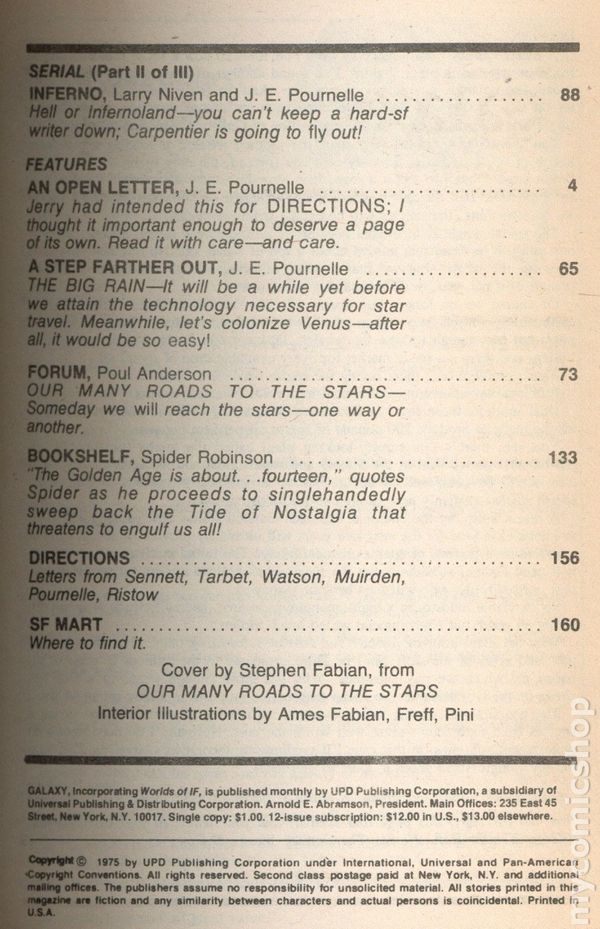 SERIAL (Part II of III)
INFERNO, Larry Niven and J. E. Pournelle .................... 88
Hell or Infernoland—you can't keep a hard-sf
writer down; Carpentier is going to fly out!
FEATURES
AN OPEN LETTER, J. E. Pournelle .......................... 4
Jerry had intended this for DIRECTIONS; I
thought it important enough to deserve a page
of its own. Read it with care—and care.
A STEP FARTHER OUT, J. E. Pournelle .................... 65
THE BIG RAIN—It will be a while yet before
we attain the technology necessary for star
travel. Meanwhile, let's colonize Venus—after
all, it would be so easy!
FORUM, Poul Anderson .................................... 73
OUR MANY ROADS TO THE STARS—
Someday we will reach the stars—one way or
another.
BOOKSHELF, Spider Robinson ............................ 133
"The Golden Age is about. . .fourteen," quotes
Spider as he proceeds to singlehandedly
sweep back the Tide of Nostalgia that
threatens to engulf us all!
DIRECTIONS .............................................. 156
Letters from Sennett, Tarbet, Watson, Muirden,
Pournelle, Ristow
SF MART ................................................ 160
Where to find it.
Cover by Stephen Fabian, from
OUR MANY ROADS TO THE STARS
Interior Illustrations by Ames Fabian, Freff, Pini
GALAXY, Incorporating Worlds of IF, is published monthly by UPD Publishing Corporation, a subsidiary of
Universal Publishing & Distributing Corporation. Arnold E. Abramson, President. Main Offices: 235 East 45
Street, New York, N.Y. 10017. Single copy: $1.00. 12-issue subscription: $12.00 in U.S., $13.00 elsewhere.
Copyright © 1975 by UPD Publishing Corporation under International, Universal and Pan-American
Copyright Conventions. All rights reserved. Second class postage paid at New York, N.Y. and additional
mailing offices. The publishers assume no responsibility for unsolicited material. All stories printed in this
magazine are fiction and any similarity between characters and actual persons is coincidental. Printed in
U.S.A.
mycomicshop